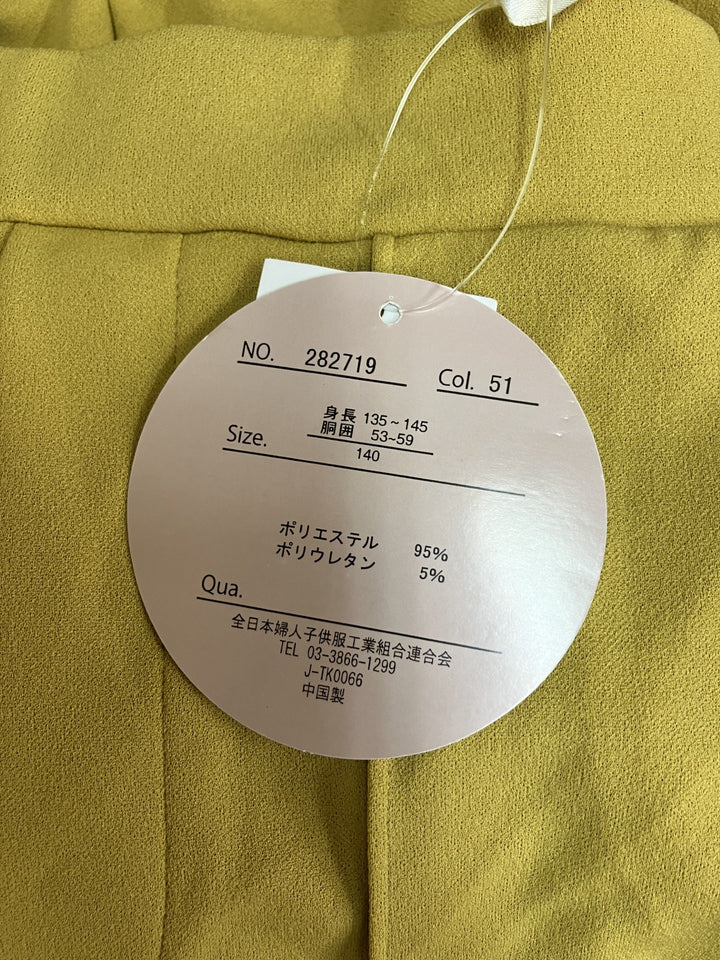 NO. 282719
Col. 51
身長 135~145
胴囲 53~59
Size.
140
ポリエステル 95%
ポリウレタン 5%
Qua.
全日本婦人子供服工業組合連合会
TEL 03-3866-1299
J-TK0066
中国製